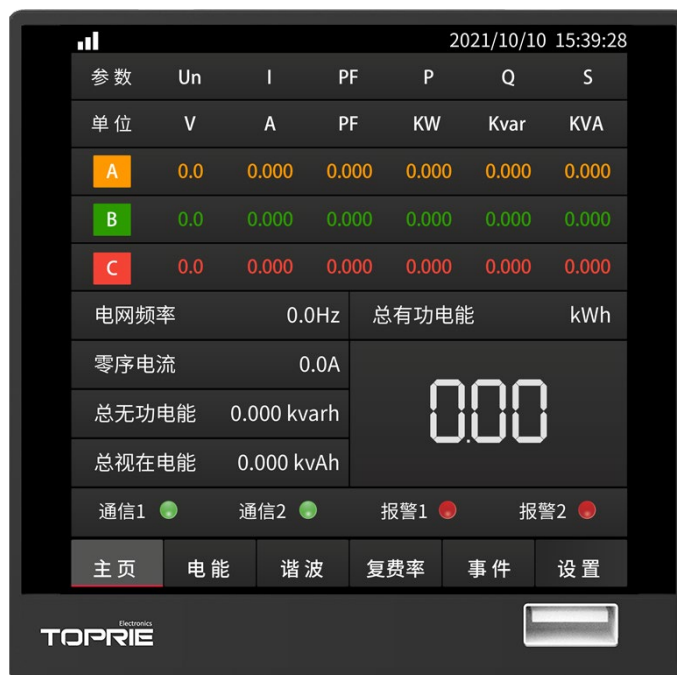 2021/10/10 15:39:28
参数 Un I PF P Q S
单位 V A PF KW Kvar KVA
A 0.0 0.000 0.000 0.000 0.000 0.000
B 0.0 0.000 0.000 0.000 0.000 0.000
C 0.0 0.000 0.000 0.000 0.000 0.000
电网频率 0.0Hz 总有功电能 kWh
零序电流 0.0A
0.00
总无功电能 0.000 kvarh
总视在电能 0.000 kvAh
通信1 通信2 报警1 报警2
主页 电能 谐波 复费率 事件 设置
Electronics
TOPRIE